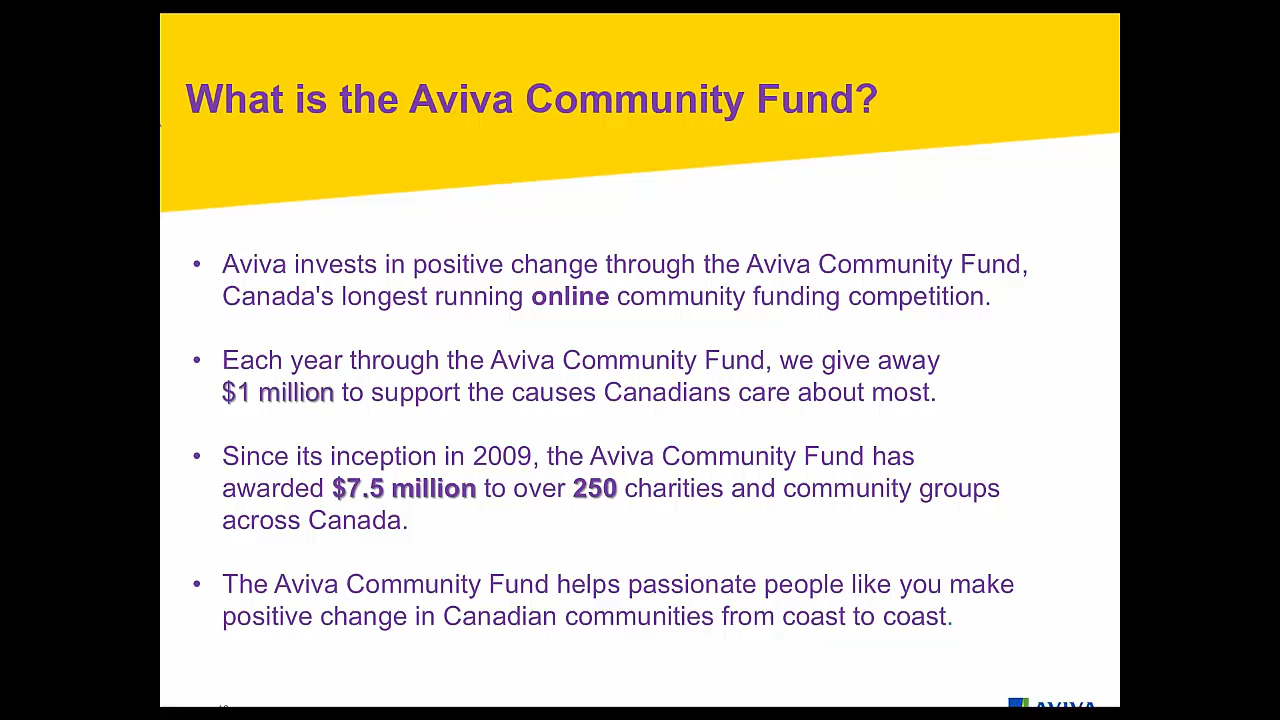 What is the Aviva Community Fund?
• Aviva invests in positive change through the Aviva Community Fund,
Canada's longest running online community funding competition.
• Each year through the Aviva Community Fund, we give away
$1 million to support the causes Canadians care about most.
• Since its inception in 2009, the Aviva Community Fund has
awarded $7.5 million to over 250 charities and community groups
across Canada.
• The Aviva Community Fund helps passionate people like you make
positive change in Canadian communities from coast to coast.
AVIVA